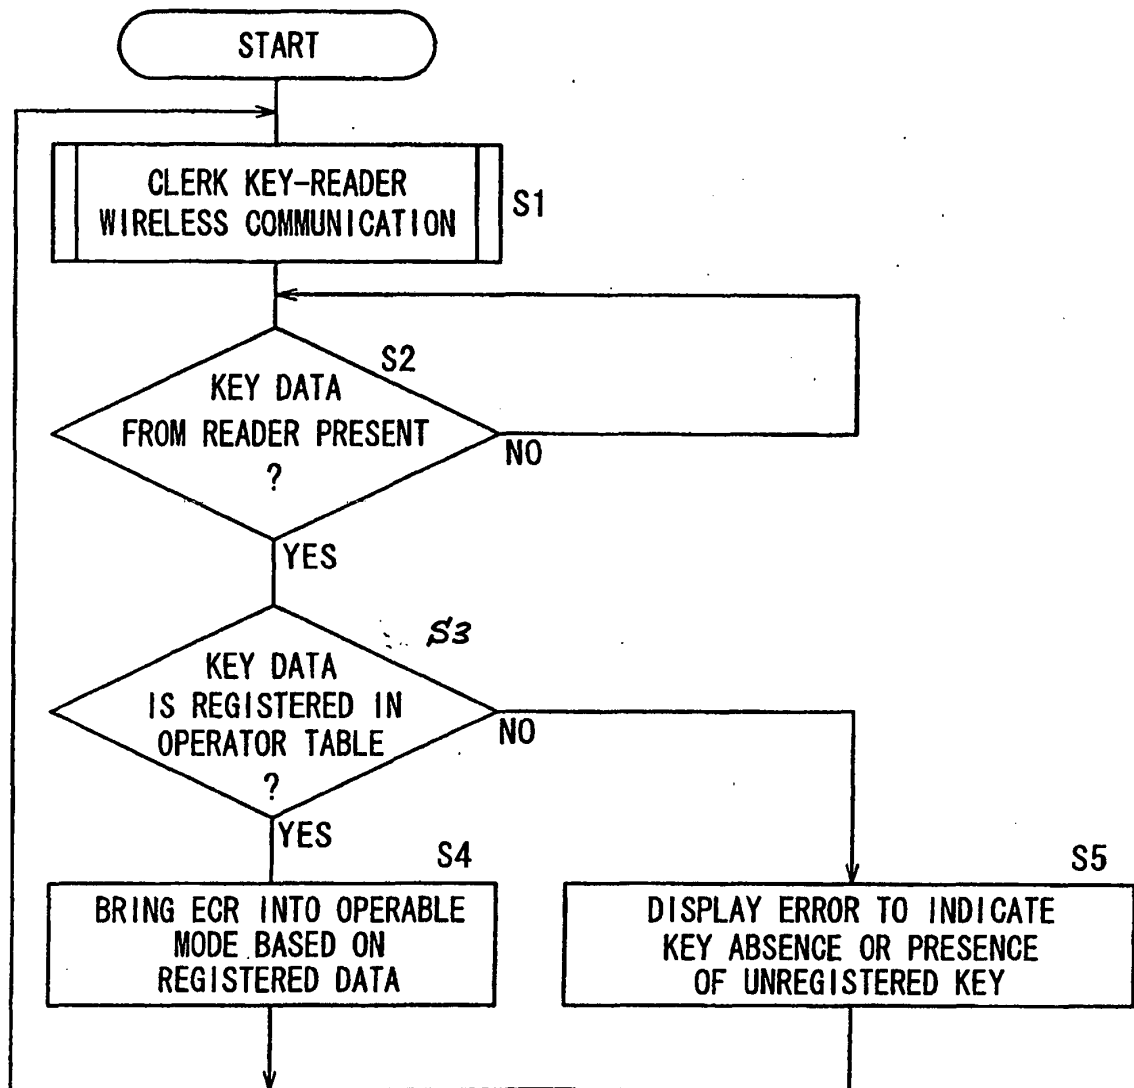 START
CLERK KEY-READER
WIRELESS COMMUNICATION
S1
S2
KEY DATA
FROM READER PRESENT
?
NO
YES
S3
KEY DATA
IS REGISTERED IN
OPERATOR TABLE
?
NO
YES
S4
BRING ECR INTO OPERABLE
MODE BASED ON
REGISTERED DATA
S5
DISPLAY ERROR TO INDICATE
KEY ABSENCE OR PRESENCE
OF UNREGISTERED KEY